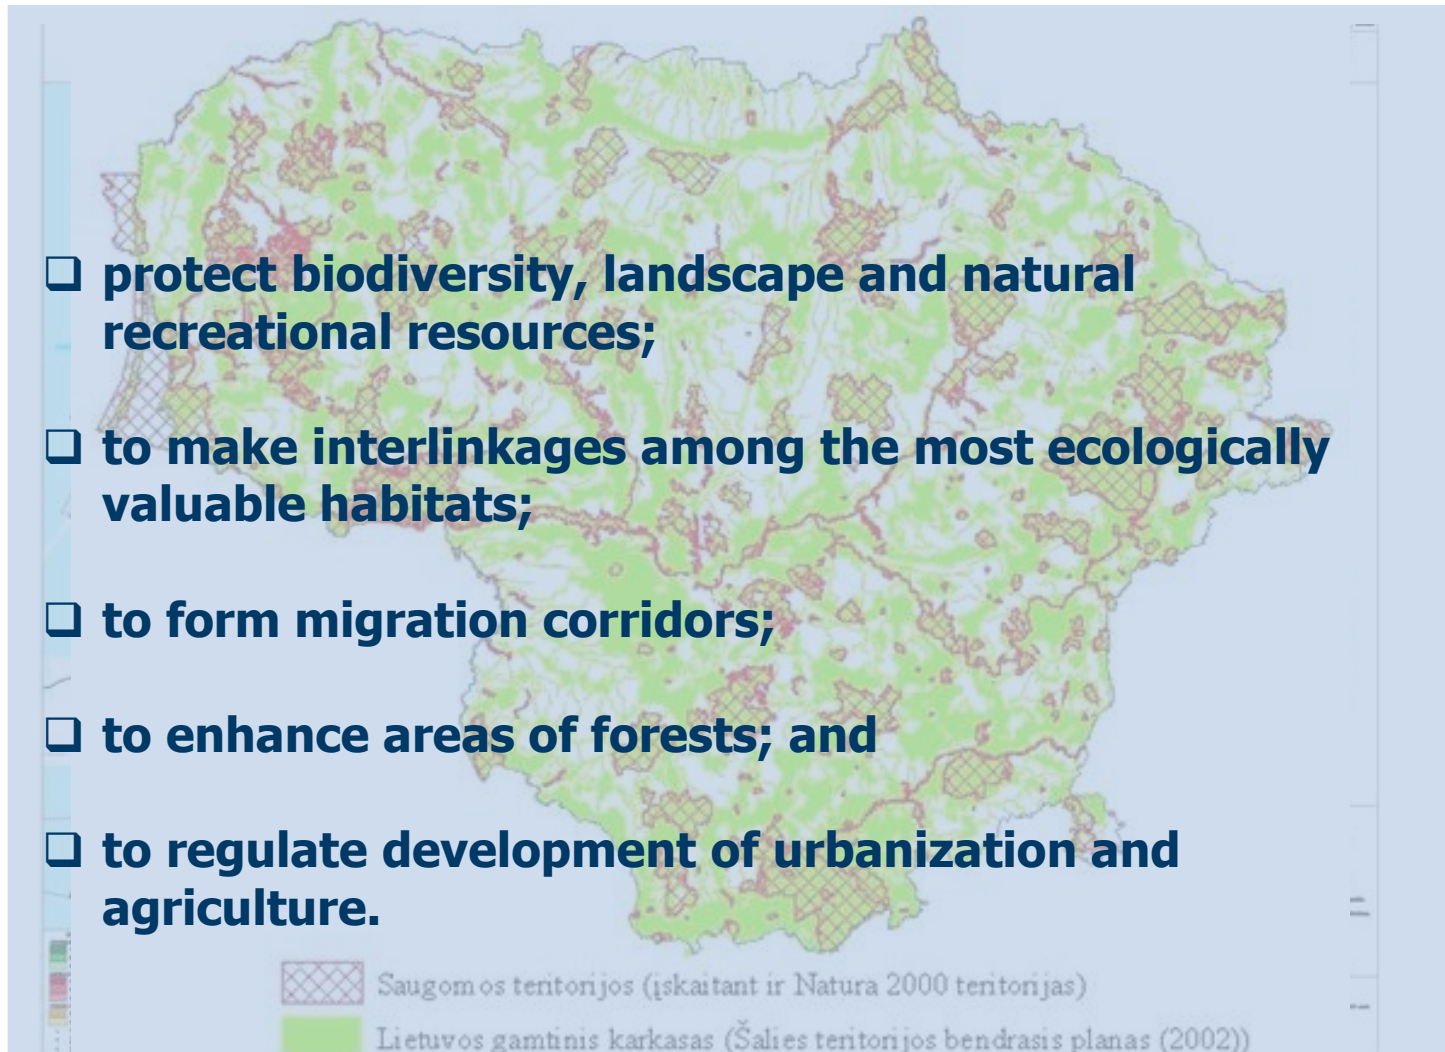 ❑ protect biodiversity, landscape and natural
recreational resources;
❑ to make interlinkages among the most ecologically
valuable habitats;
❑ to form migration corridors;
❑ to enhance areas of forests; and
❑ to regulate development of urbanization and
agriculture.
Saugomos teritorijos (įskaitant ir Natura 2000 teritorijas)
Lietuvos gamtinis karkasas (Šalies teritorijos bendrasis planas (2002))